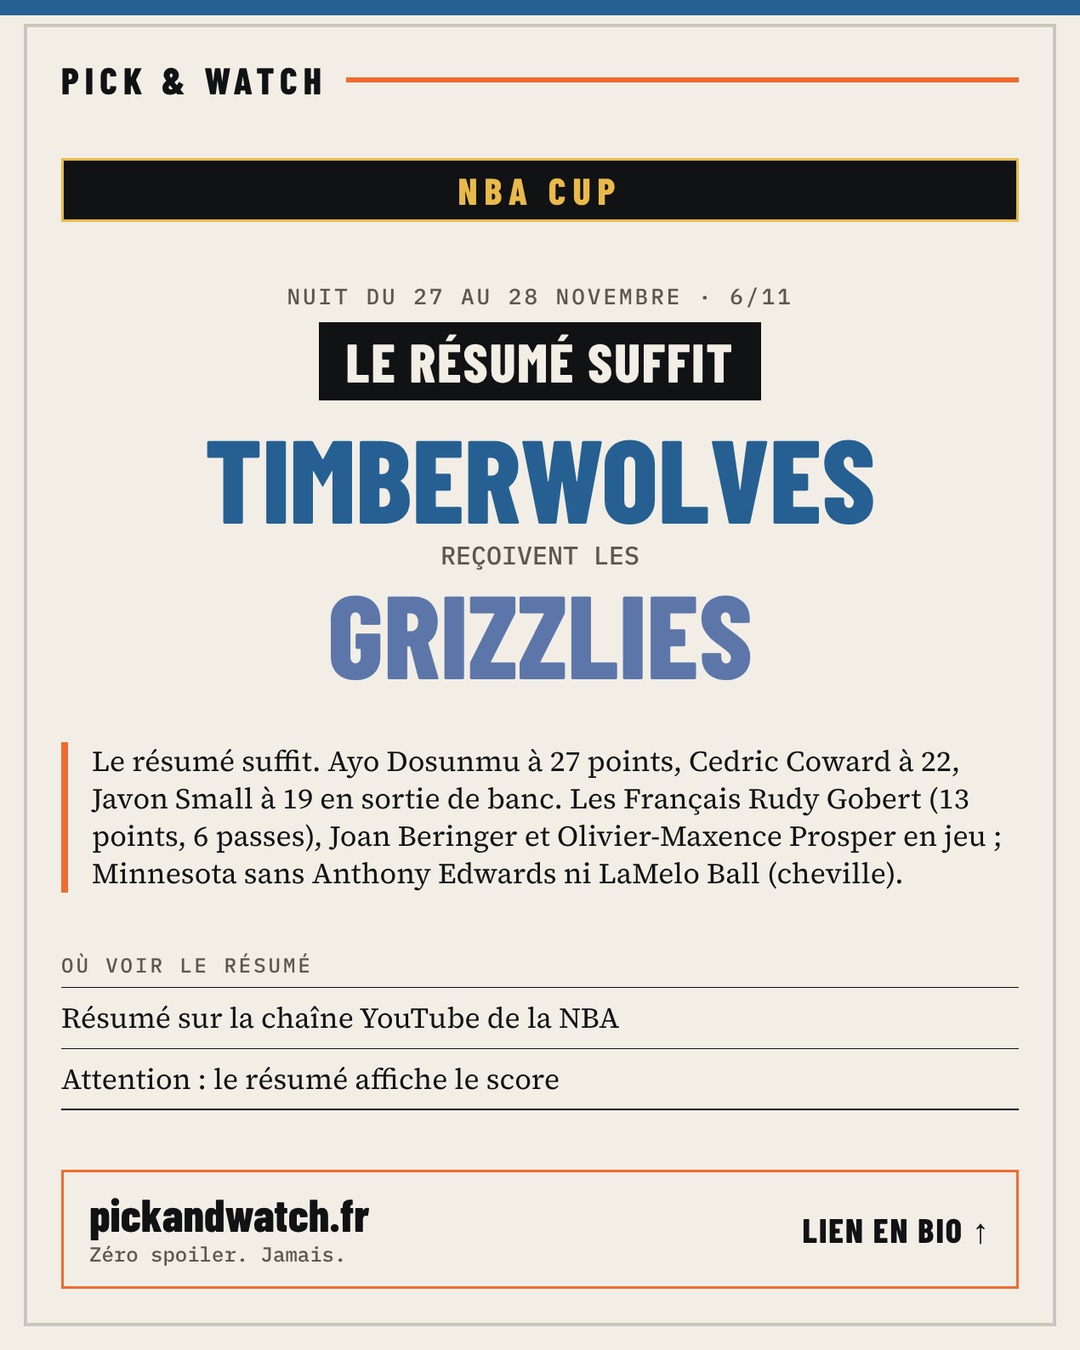 PICK & WATCH
NBA CUP
NUIT DU 27 AU 28 NOVEMBRE · 6/11
LE RÉSUMÉ SUFFIT
TIMBERWOLVES
REÇOIVENT LES
GRIZZLIES
Le résumé suffit. Ayo Dosunmu à 27 points, Cedric Coward à 22,
Javon Small à 19 en sortie de banc. Les Français Rudy Gobert (13
points, 6 passes), Joan Beringer et Olivier-Maxence Prosper en jeu ;
Minnesota sans Anthony Edwards ni LaMelo Ball (cheville).
OÙ VOIR LE RÉSUMÉ
Résumé sur la chaîne YouTube de la NBA
Attention : le résumé affiche le score
pickandwatch.fr
Zéro spoiler. Jamais.
LIEN EN BIO ↑